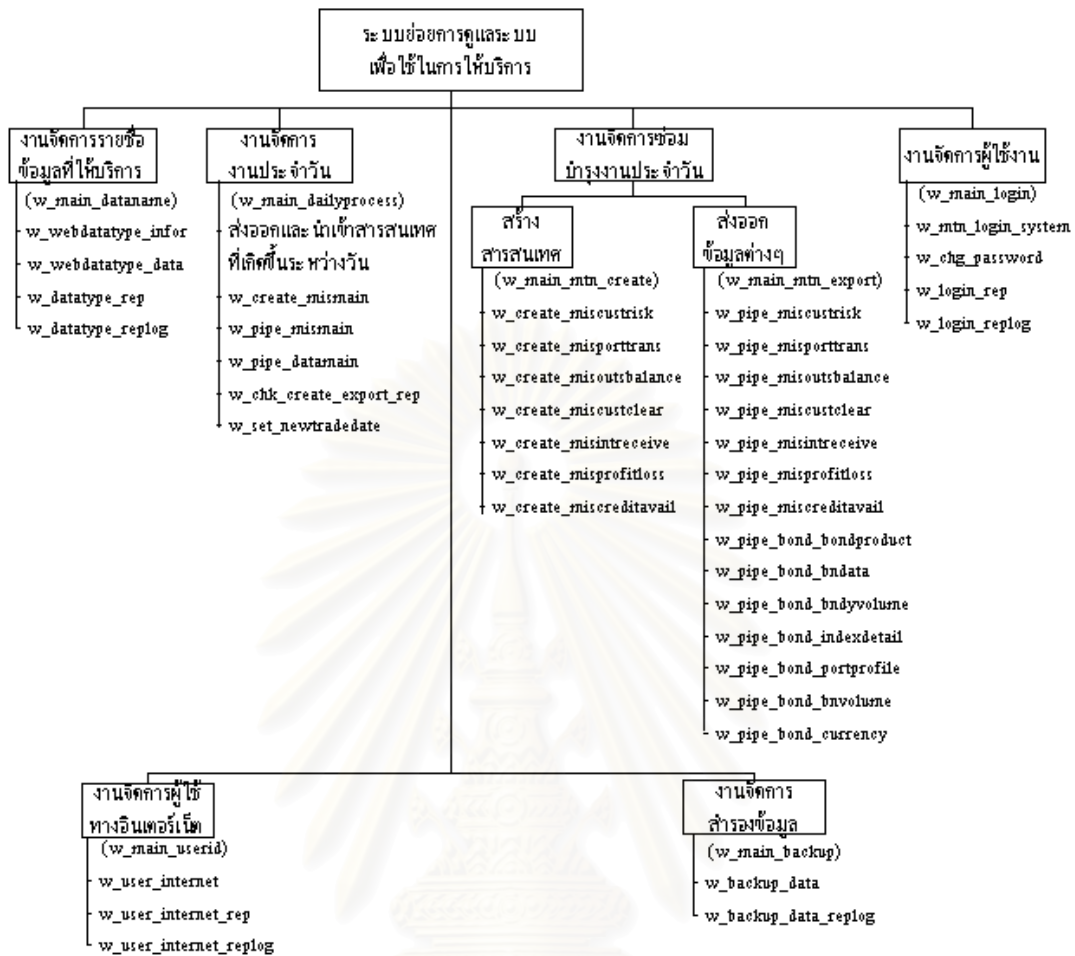 ระบบย่อยการดูแลระบบ
เพื่อใช้ในการให้บริการ
งานจัดการรายชื่อ
ข้อมูลที่ให้บริการ
(w_main_dataname)
w_webdatatype_infor
w_webdatatype_data
w_datatype_rep
w_datatype_replog
งานจัดการ
งานประจำวัน
(w_main_dailyprocess)
ส่งออกและนำเข้าสารสนเทศ
ที่เกิดขึ้นระหว่างวัน
w_create_mismain
w_pipe_mismain
w_pipe_datamain
w_chk_create_export_rep
w_set_newtradedate
งานจัดการซ่อม
บำรุงงานประจำวัน
สร้าง
สารสนเทศ
(w_main_mtn_create)
w_create_miscustrisk
w_create_misporttrans
w_create_misoutsbalance
w_create_miscustclear
w_create_misintreceive
w_create_misprofitloss
w_create_miscreditavail
ส่งออก
ข้อมูลต่างๆ
(w_main_mtn_export)
w_pipe_miscustrisk
w_pipe_misporttrans
w_pipe_misoutsbalance
w_pipe_miscustclear
w_pipe_misintreceive
w_pipe_misprofitloss
w_pipe_miscreditavail
w_pipe_bond_bondproduct
w_pipe_bond_bndata
w_pipe_bond_bndyvolume
w_pipe_bond_indexdetail
w_pipe_bond_portprofile
w_pipe_bond_bnvolume
w_pipe_bond_currency
งานจัดการผู้ใช้งาน
(w_main_login)
w_mtn_login_system
w_chg_password
w_login_rep
w_login_replog
งานจัดการผู้ใช้
ทางอินเตอร์เน็ต
(w_main_userid)
w_user_internet
w_user_internet_rep
w_user_internet_replog
งานจัดการ
สำรองข้อมูล
(w_main_backup)
w_backup_data
w_backup_data_replog